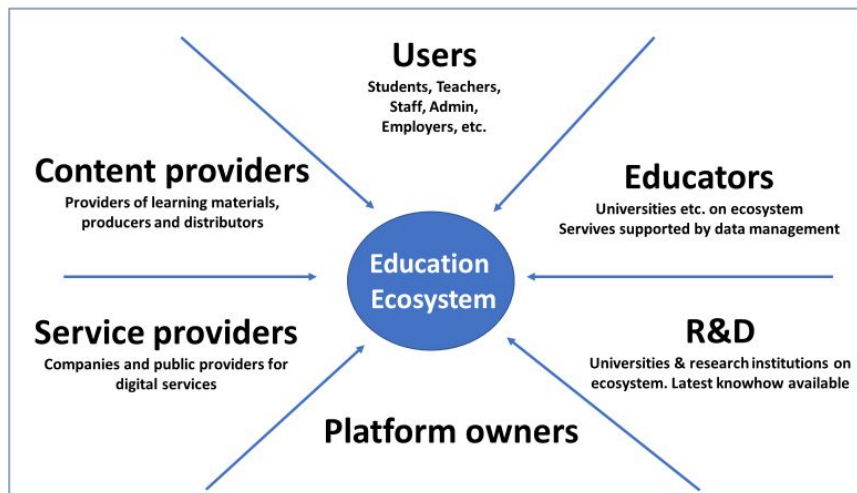 Users
Students, Teachers,
Staff, Admin,
Employers, etc.
Content providers
Providers of learning materials,
producers and distributors
Educators
Universities etc. on ecosystem
Servives supported by data management
Education
Ecosystem
Service providers
Companies and public providers for
digital services
R&D
Universities & research institutions on
ecosystem. Latest knowhow available
Platform owners